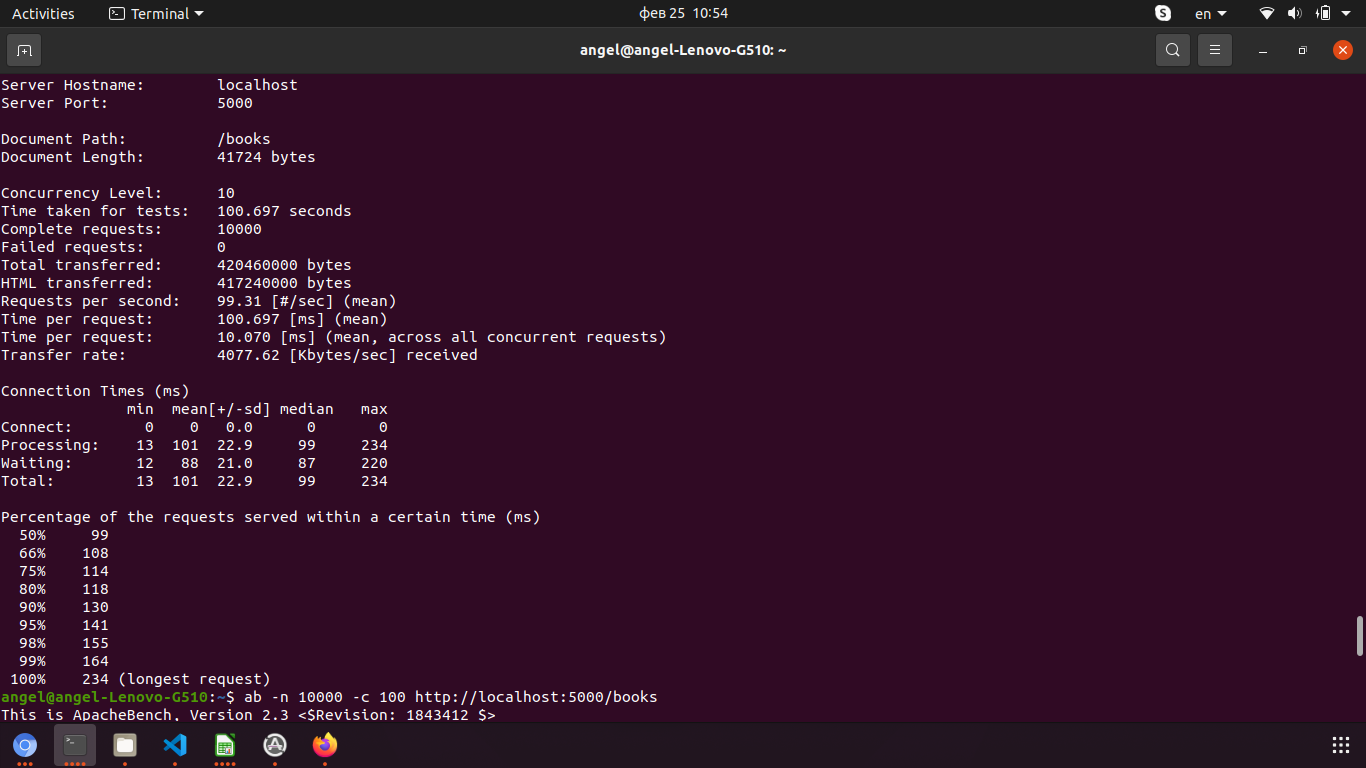 Activities Terminal фев 25 10:54 S en
angel@angel-Lenovo-G510: ~
Server Hostname:        localhost
Server Port:            5000
Document Path:          /books
Document Length:        41724 bytes
Concurrency Level:      10
Time taken for tests:   100.697 seconds
Complete requests:      10000
Failed requests:        0
Total transferred:      420460000 bytes
HTML transferred:       417240000 bytes
Requests per second:    99.31 [#/sec] (mean)
Time per request:       100.697 [ms] (mean)
Time per request:       10.070 [ms] (mean, across all concurrent requests)
Transfer rate:          4077.62 [Kbytes/sec] received
Connection Times (ms)
              min  mean[+/-sd] median   max
Connect:        0    0   0.0      0       0
Processing:    13  101  22.9     99     234
Waiting:       12   88  21.0     87     220
Total:         13  101  22.9     99     234
Percentage of the requests served within a certain time (ms)
  50%     99
  66%    108
  75%    114
  80%    118
  90%    130
  95%    141
  98%    155
  99%    164
 100%    234 (longest request)
angel@angel-Lenovo-G510:~$ ab -n 10000 -c 100 http://localhost:5000/books
This is ApacheBench, Version 2.3 <$Revision: 1843412 $>